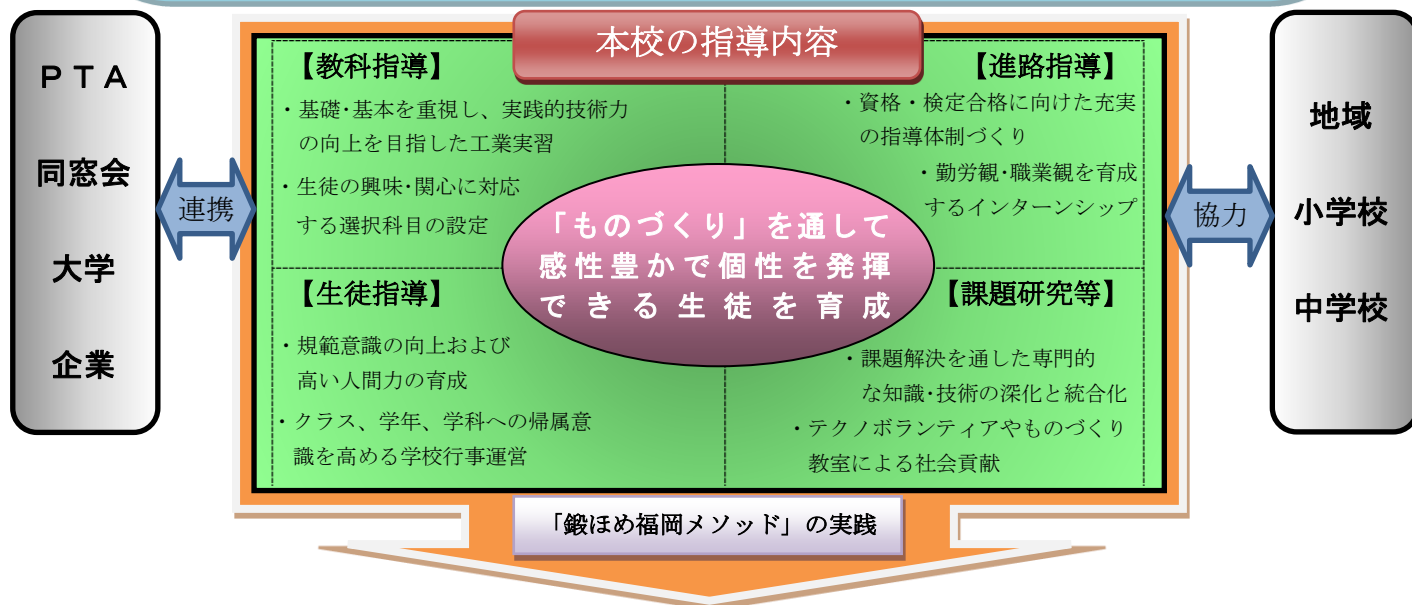 本校の指導内容
ＰＴＡ
同窓会
大学
企業
連携
【教科指導】
・基礎・基本を重視し、実践的技術力
の向上を目指した工業実習
・生徒の興味・関心に対応
する選択科目の設定
【進路指導】
・資格・検定合格に向けた充実
の指導体制づくり
・勤労観・職業観を育成
するインターンシップ
「ものづくり」を通して
感性豊かで個性を発揮
できる生徒を育成
【生徒指導】
・規範意識の向上および
高い人間力の育成
・クラス、学年、学科への帰属意
識を高める学校行事運営
【課題研究等】
・課題解決を通した専門的
な知識・技術の深化と統合化
・テクノボランティアやものづくり
教室による社会貢献
協力
地域
小学校
中学校
「鍛ほめ福岡メソッド」の実践